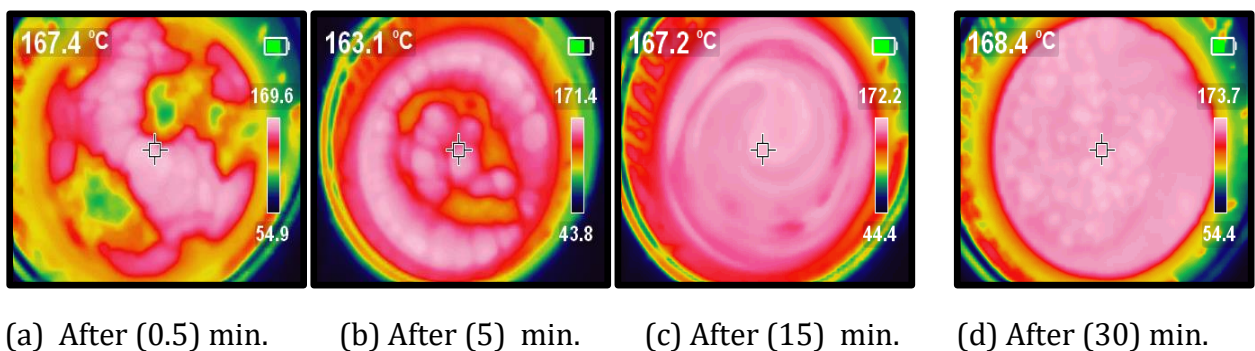 167.4 °C
169.6
54.9
163.1 °C
171.4
43.8
167.2 °C
172.2
44.4
168.4 °C
173.7
54.4
(a) After (0.5) min.
(b) After (5) min.
(c) After (15) min.
(d) After (30) min.